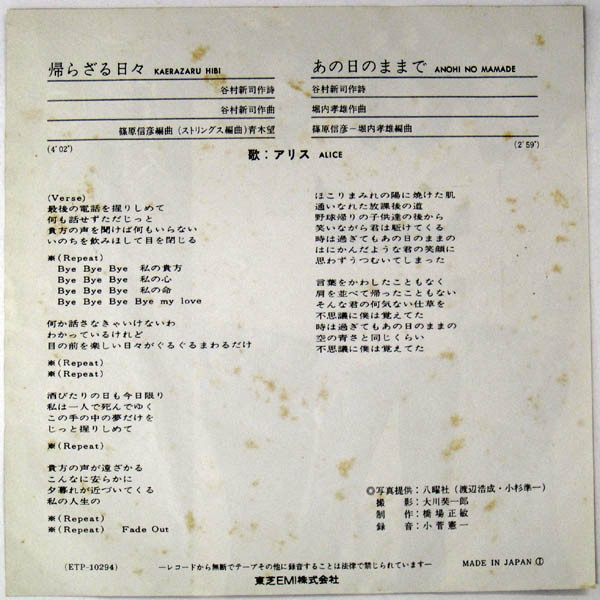 帰らざる日々 KAERAZARU HIBI
谷村新司作詩
谷村新司作曲
篠原信彦編曲（ストリングス編曲）青木望
(4'02")
あの日のままで ANOHI NO MAMADE
谷村新司作詩
堀内孝雄作曲
篠原信彦－堀内孝雄編曲
(2'59")
歌：アリス ALICE
(Verse)
最後の電話を握りしめて
何も話せずただじっと
貴方の声を聞けば何もいらない
いのちを飲みほして目を閉じる
※(Repeat)
Bye Bye Bye 私の貴方
Bye Bye Bye 私の心
Bye Bye Bye 私の命
Bye Bye Bye Bye my love
何か話さなきゃいけないわ
わかっているけれど
目の前を楽しい日々がぐるぐるまわるだけ
※(Repeat)
※(Repeat)
酒びたりの日も今日限り
私は一人で死んでゆく
この手の中の夢だけを
じっと握りしめて
※(Repeat)
貴方の声が遠ざかる
こんなに安らかに
夕暮れが近づいてくる
私の人生の
※(Repeat)
※(Repeat) Fade Out
ほこりまみれの陽に焼けた肌
通いなれた放課後の道
野球帰りの子供達の後から
笑いながら君は駆けてくる
時は過ぎてもあの日のままの
はにかんだような君の笑顔に
思わずうつむいてしまった
言葉をかわしたこともなく
肩を並べて帰ったこともない
そんな君の何気ない仕草を
不思議に僕は覚えてた
時は過ぎてもあの日のままの
空の青さと同じくらい
不思議に僕は覚えてた
◎写真提供：八曜社（渡辺浩成・小杉準一）
撮影：大川奘一郎
制作：橋場正敏
録音：小菅憲一
(ETP-10294)
―レコードから無断でテープその他に録音することは法律で禁じられています―
MADE IN JAPAN Ⓘ
東芝EMI株式会社